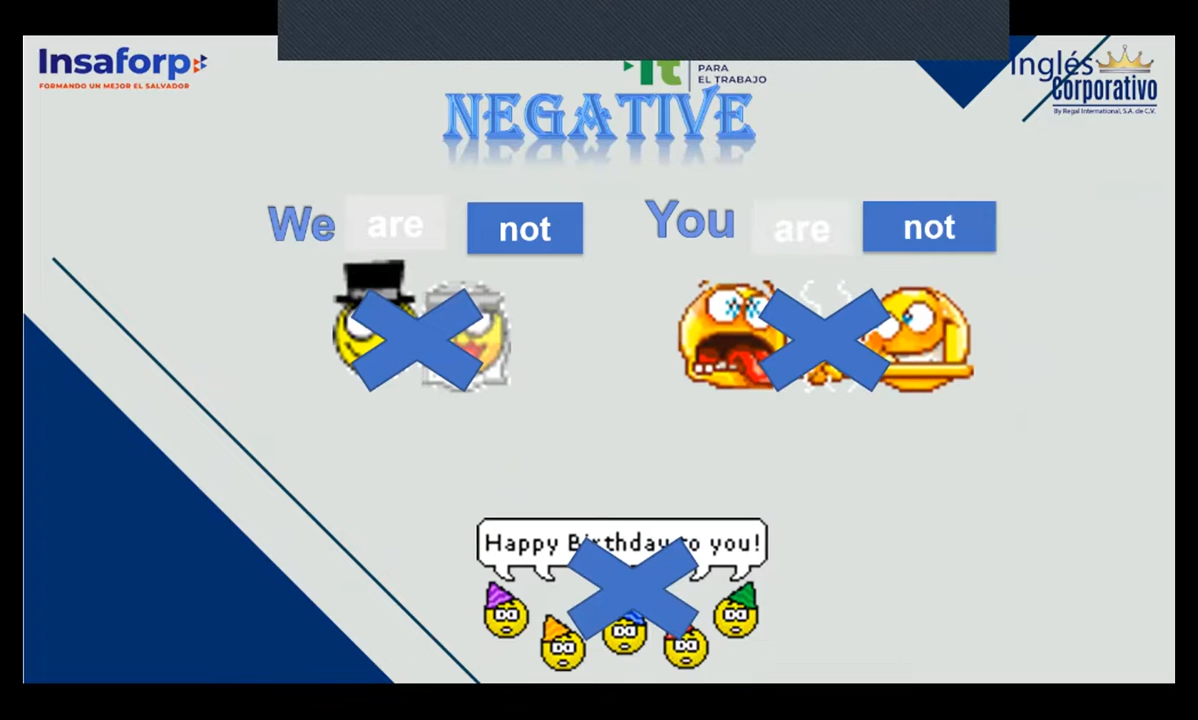 Insaforp
FORMANDO UN MEJOR EL SALVADOR
PARA
EL TRABAJO
Inglés
Corporativo
By Regal International, S.A. de C.V.
NEGATIVE
We are not
You are not
Happy Birthday to you!